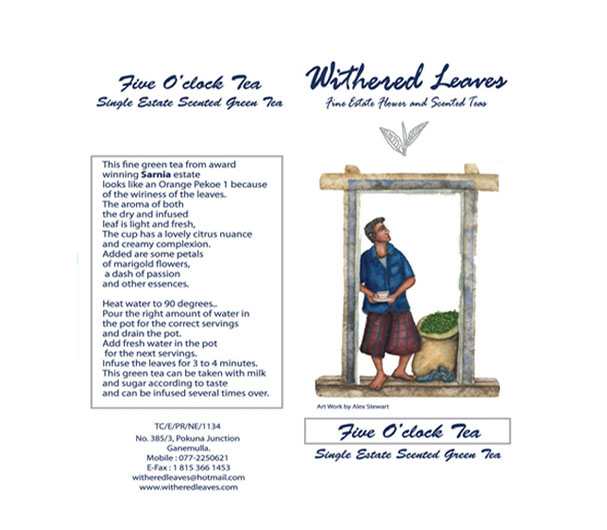 Five O'clock Tea
Single Estate Scented Green Tea
This fine green tea from award
winning Sarnia estate
looks like an Orange Pekoe 1 because
of the wiriness of the leaves.
The aroma of both
the dry and infused
leaf is light and fresh,
The cup has a lovely citrus nuance
and creamy complexion.
Added are some petals
of marigold flowers,
a dash of passion
and other essences.
Heat water to 90 degrees..
Pour the right amount of water in
the pot for the correct servings
and drain the pot.
Add fresh water in the pot
for the next servings.
Infuse the leaves for 3 to 4 minutes.
This green tea can be taken with milk
and sugar according to taste
and can be infused several times over.
TC/E/PR/NE/1134
No. 385/3, Pokuna Junction
Ganemulla.
Mobile : 077-2250621
E-Fax : 1 815 366 1453
witheredleaves@hotmail.com
www.witheredleaves.com
Withered Leaves
Fine Estate Flower and Scented Teas
Art Work by Alex Stewart
Five O'clock Tea
Single Estate Scented Green Tea